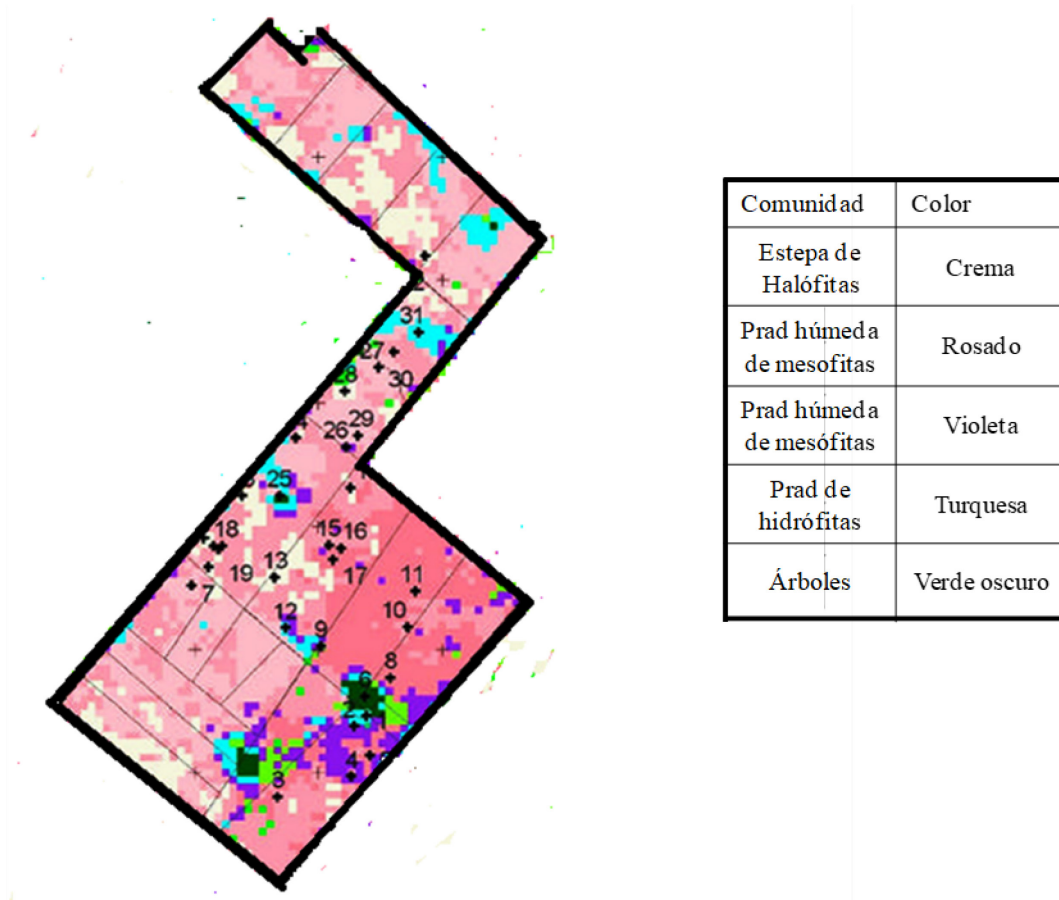 31
27
30
28
29
26
25
18
15 16
19
13
17
7
11
10
12
9
8
6
4
3
Comunidad Color
Estepa de
Halófitas
Crema
Prad húmeda
de mesofitas
Rosado
Prad húmeda
de mesófitas
Violeta
Prad de
hidrófitas
Turquesa
Árboles Verde oscuro